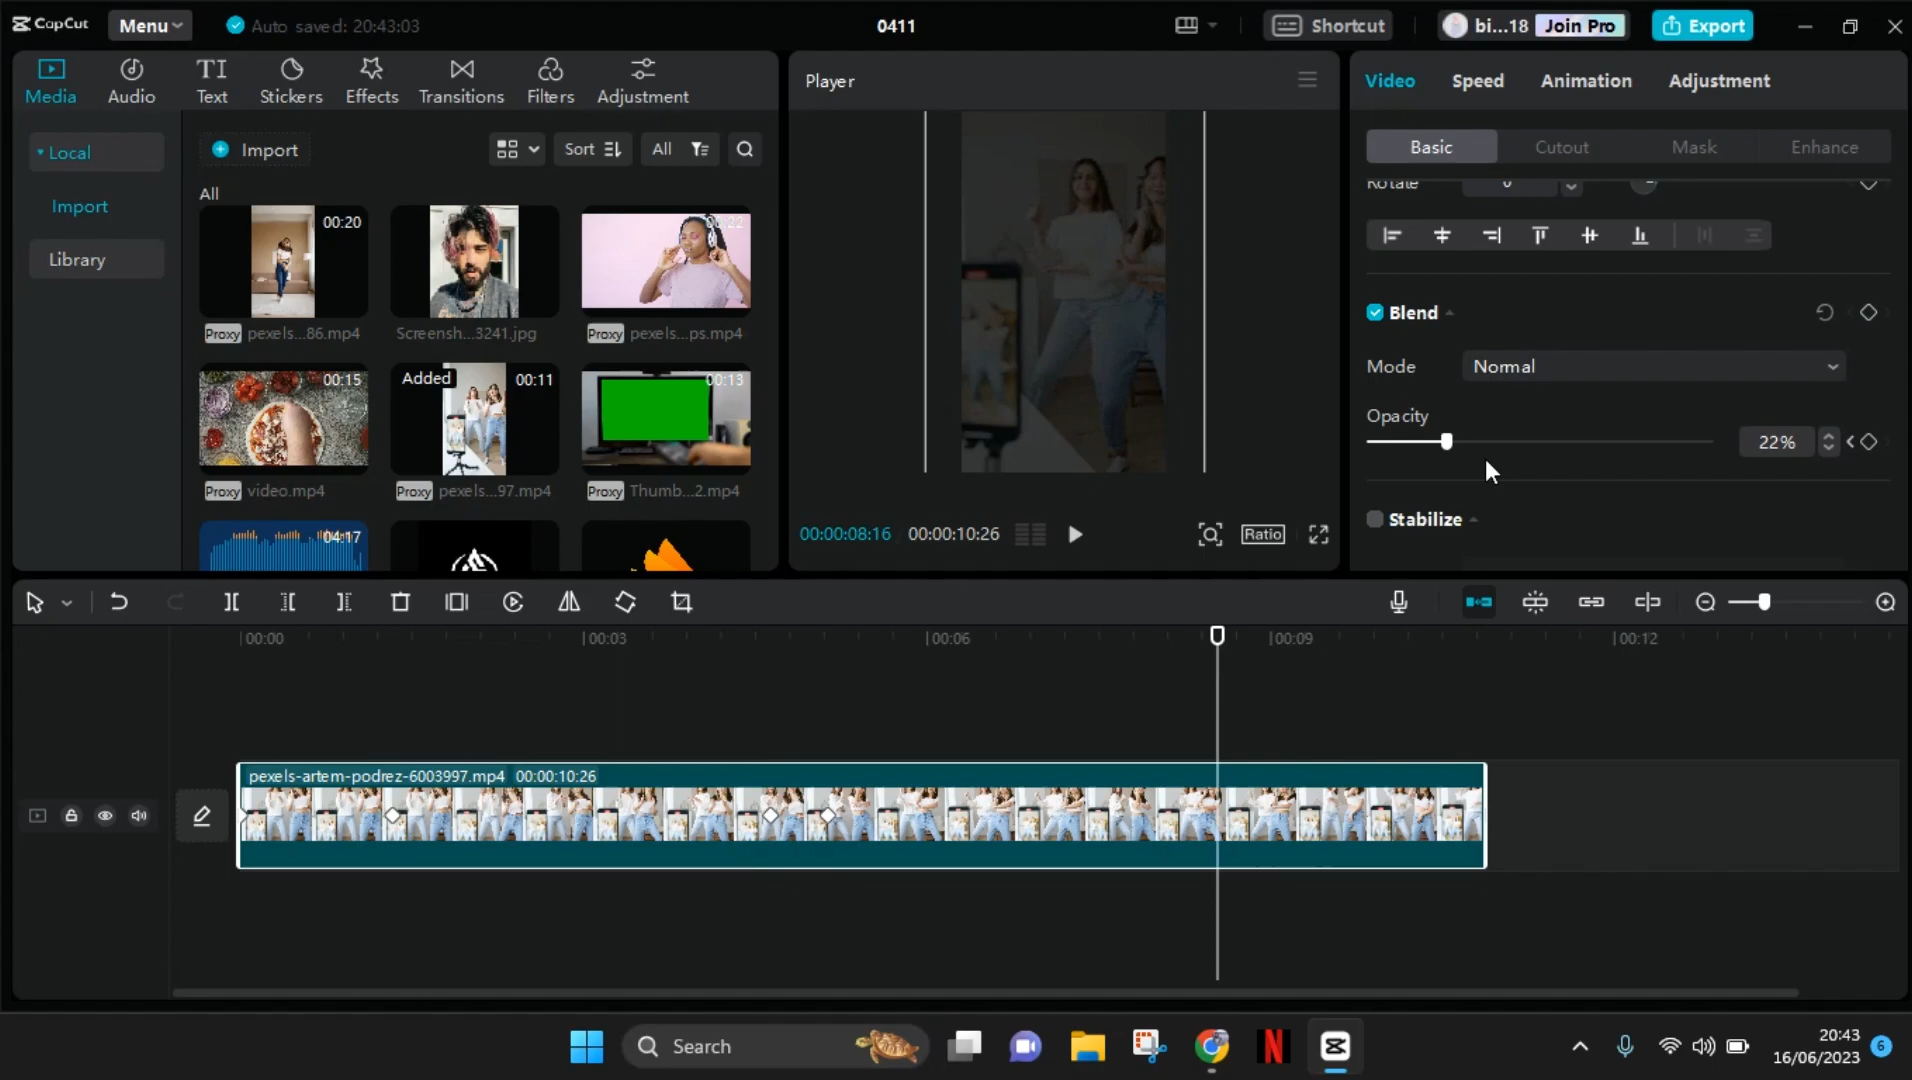 CapCut
Menu
Auto saved: 20:43:03
0411
Shortcut
bi...18
Join Pro
Export
Media
Audio
TI
Text
Stickers
Effects
Transitions
Filters
Adjustment
Local
Import
Library
Import
Sort
All
All
00:20
Proxy pexels...86.mp4
Screensh...3241.jpg
00:22
Proxy pexels...ps.mp4
00:15
Proxy video.mp4
Added
00:11
Proxy pexels...97.mp4
00:13
Proxy Thumb...2.mp4
04:17
Player
00:00:08:16
00:00:10:26
Ratio
Video
Speed
Animation
Adjustment
Basic
Cutout
Mask
Enhance
Rotate
0°
Blend
Mode
Normal
Opacity
22%
Stabilize
00:00
00:03
00:06
00:09
00:12
pexels-artem-podrez-6003997.mp4 00:00:10:26
Search
N
20:43
16/06/2023
6